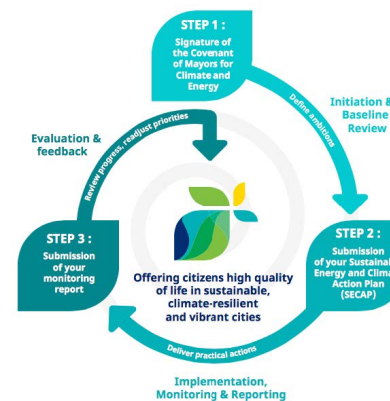 STEP 1 :
Signature of
the Covenant
of Mayors for
Climate and
Energy
Define ambitions
Initiation &
Baseline
Review
STEP 2 :
Submission
of your Sustainable
Energy and Climate
Action Plan
(SECAP)
Deliver practical actions
Implementation,
Monitoring & Reporting
STEP 3 :
Submission
of your
monitoring
report
Review progress, readjust priorities
Evaluation &
feedback
Offering citizens high quality
of life in sustainable,
climate-resilient
and vibrant cities